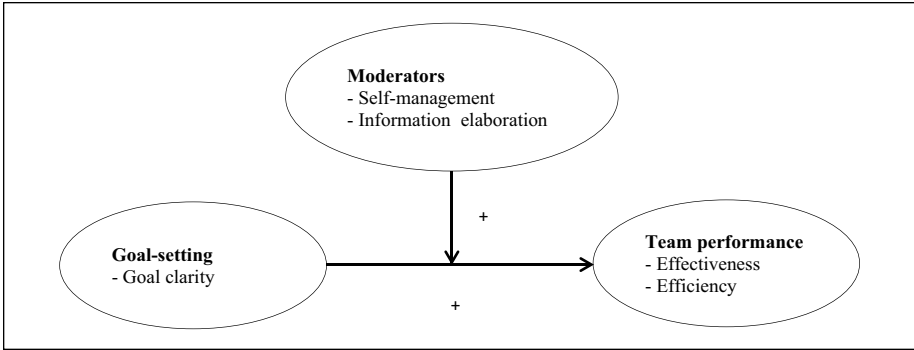 Moderators
- Self-management
- Information elaboration
+
Goal-setting
- Goal clarity
Team performance
- Effectiveness
- Efficiency
+